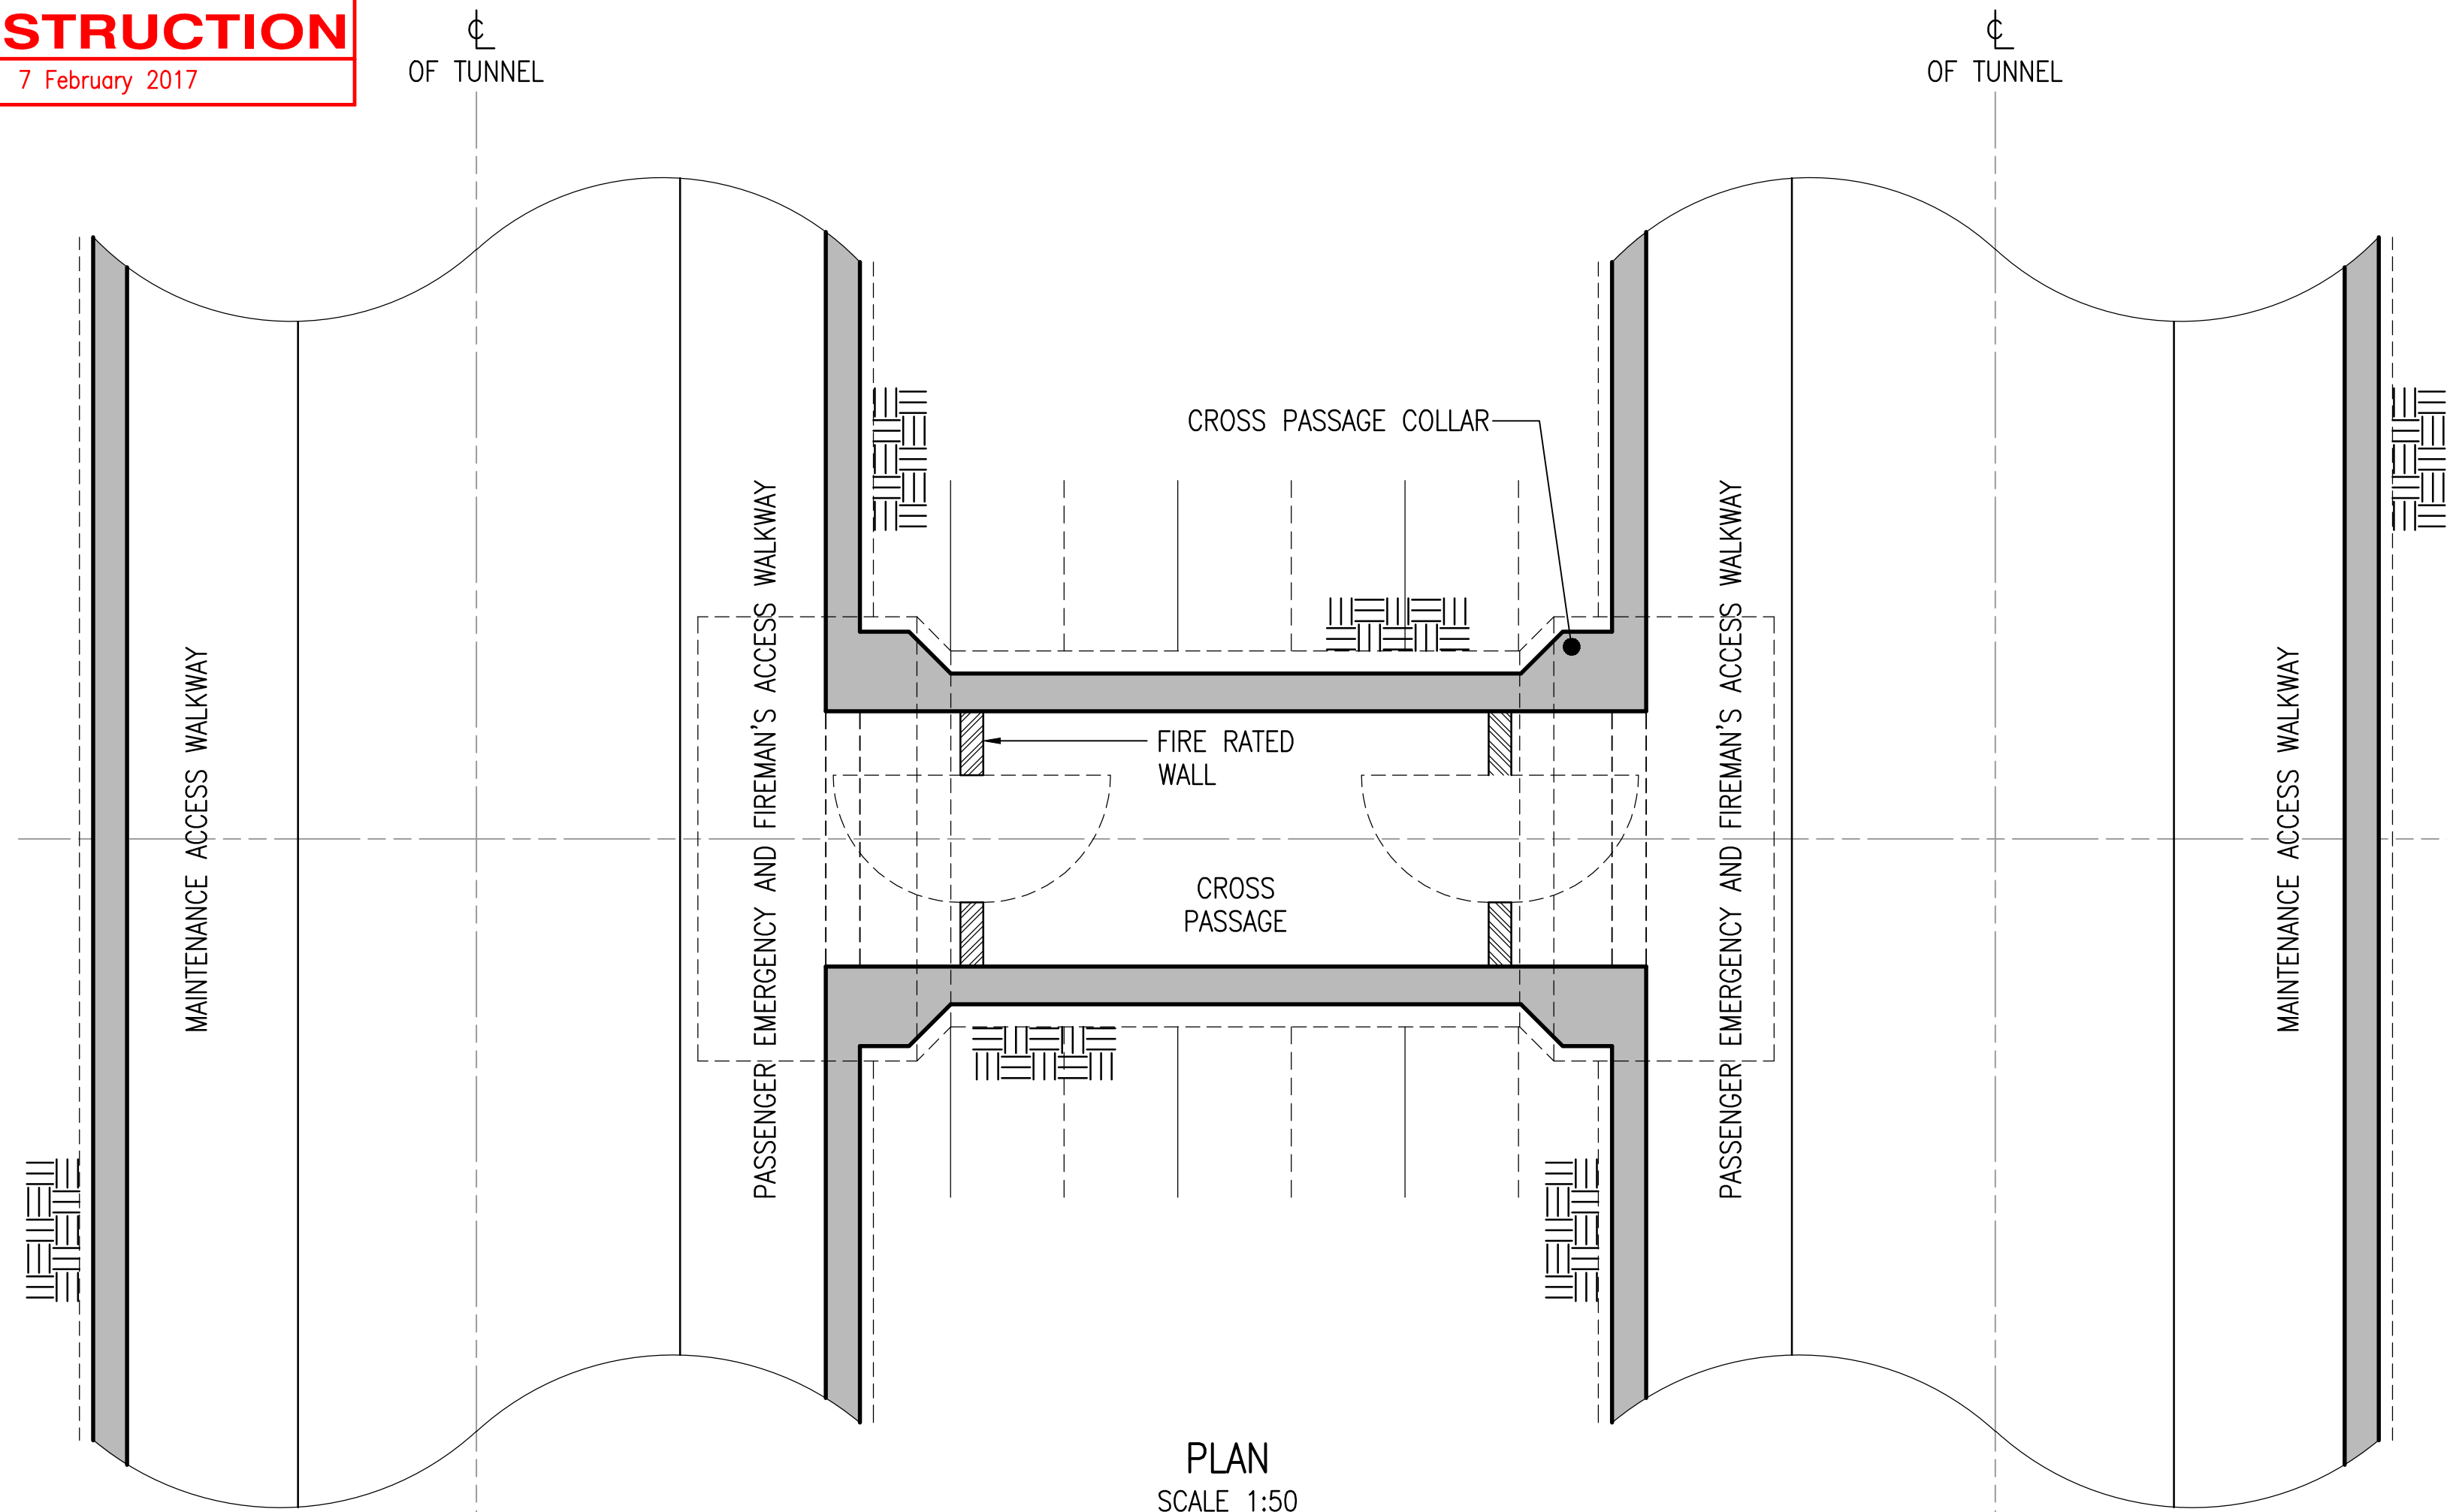 STRUCTION
7 February 2017
℄
OF TUNNEL
℄
OF TUNNEL
CROSS PASSAGE COLLAR
MAINTENANCE ACCESS WALKWAY
PASSENGER EMERGENCY AND FIREMAN'S ACCESS WALKWAY
FIRE RATED
WALL
CROSS
PASSAGE
PASSENGER EMERGENCY AND FIREMAN'S ACCESS WALKWAY
MAINTENANCE ACCESS WALKWAY
PLAN
SCALE 1:50